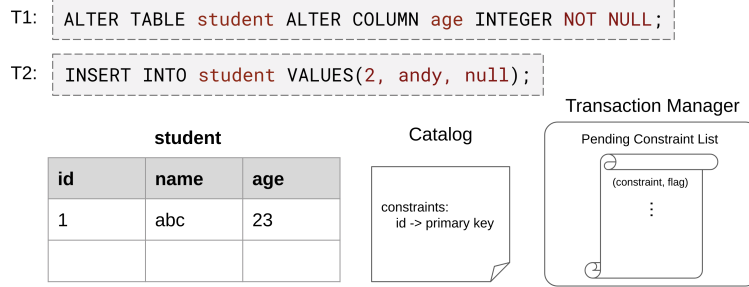 T1: ALTER TABLE student ALTER COLUMN age INTEGER NOT NULL;
T2: INSERT INTO student VALUES(2, andy, null);
student
id name age
1 abc 23
Catalog
constraints:
id -> primary key
Transaction Manager
Pending Constraint List
(constraint, flag)
⋮